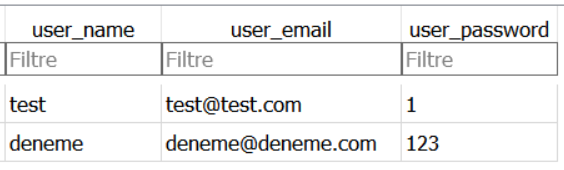 user_name user_email user_password
Filtre Filtre Filtre
test test@test.com 1
deneme deneme@deneme.com 123